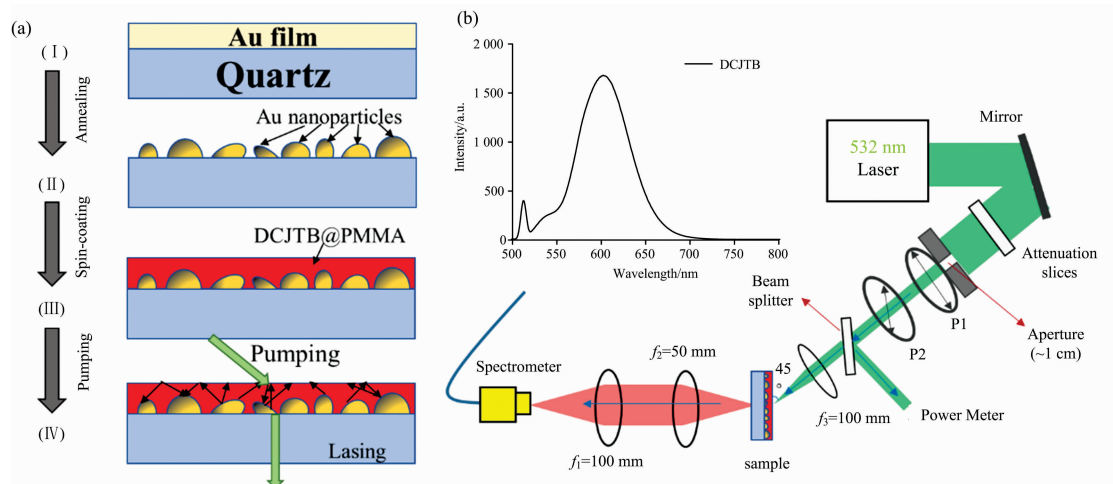 (a)
(Ⅰ)
Annealing
(Ⅱ)
Spin-coating
(Ⅲ)
Pumping
(Ⅳ)
Au film
Quartz
Au nanoparticles
DCJTB@PMMA
Pumping
Lasing
(b)
2 000
1 500
1 000
500
0
Intensity/a.u.
DCJTB
500
550
600
650
700
750
800
Wavelength/nm
532 nm
Laser
Mirror
Attenuation
slices
Aperture
(~1 cm)
P1
P2
Beam
splitter
Power Meter
45°
f₃=100 mm
sample
f₂=50 mm
f₁=100 mm
Spectrometer